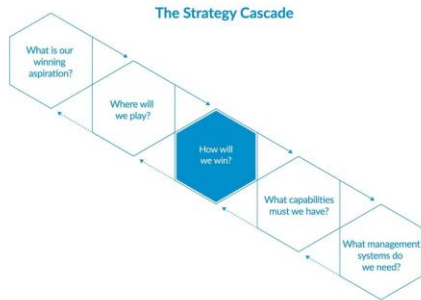 The Strategy Cascade
What is our
winning
aspiration?
Where will
we play?
How will
we win?
What capabilities
must we have?
What management
systems do
we need?